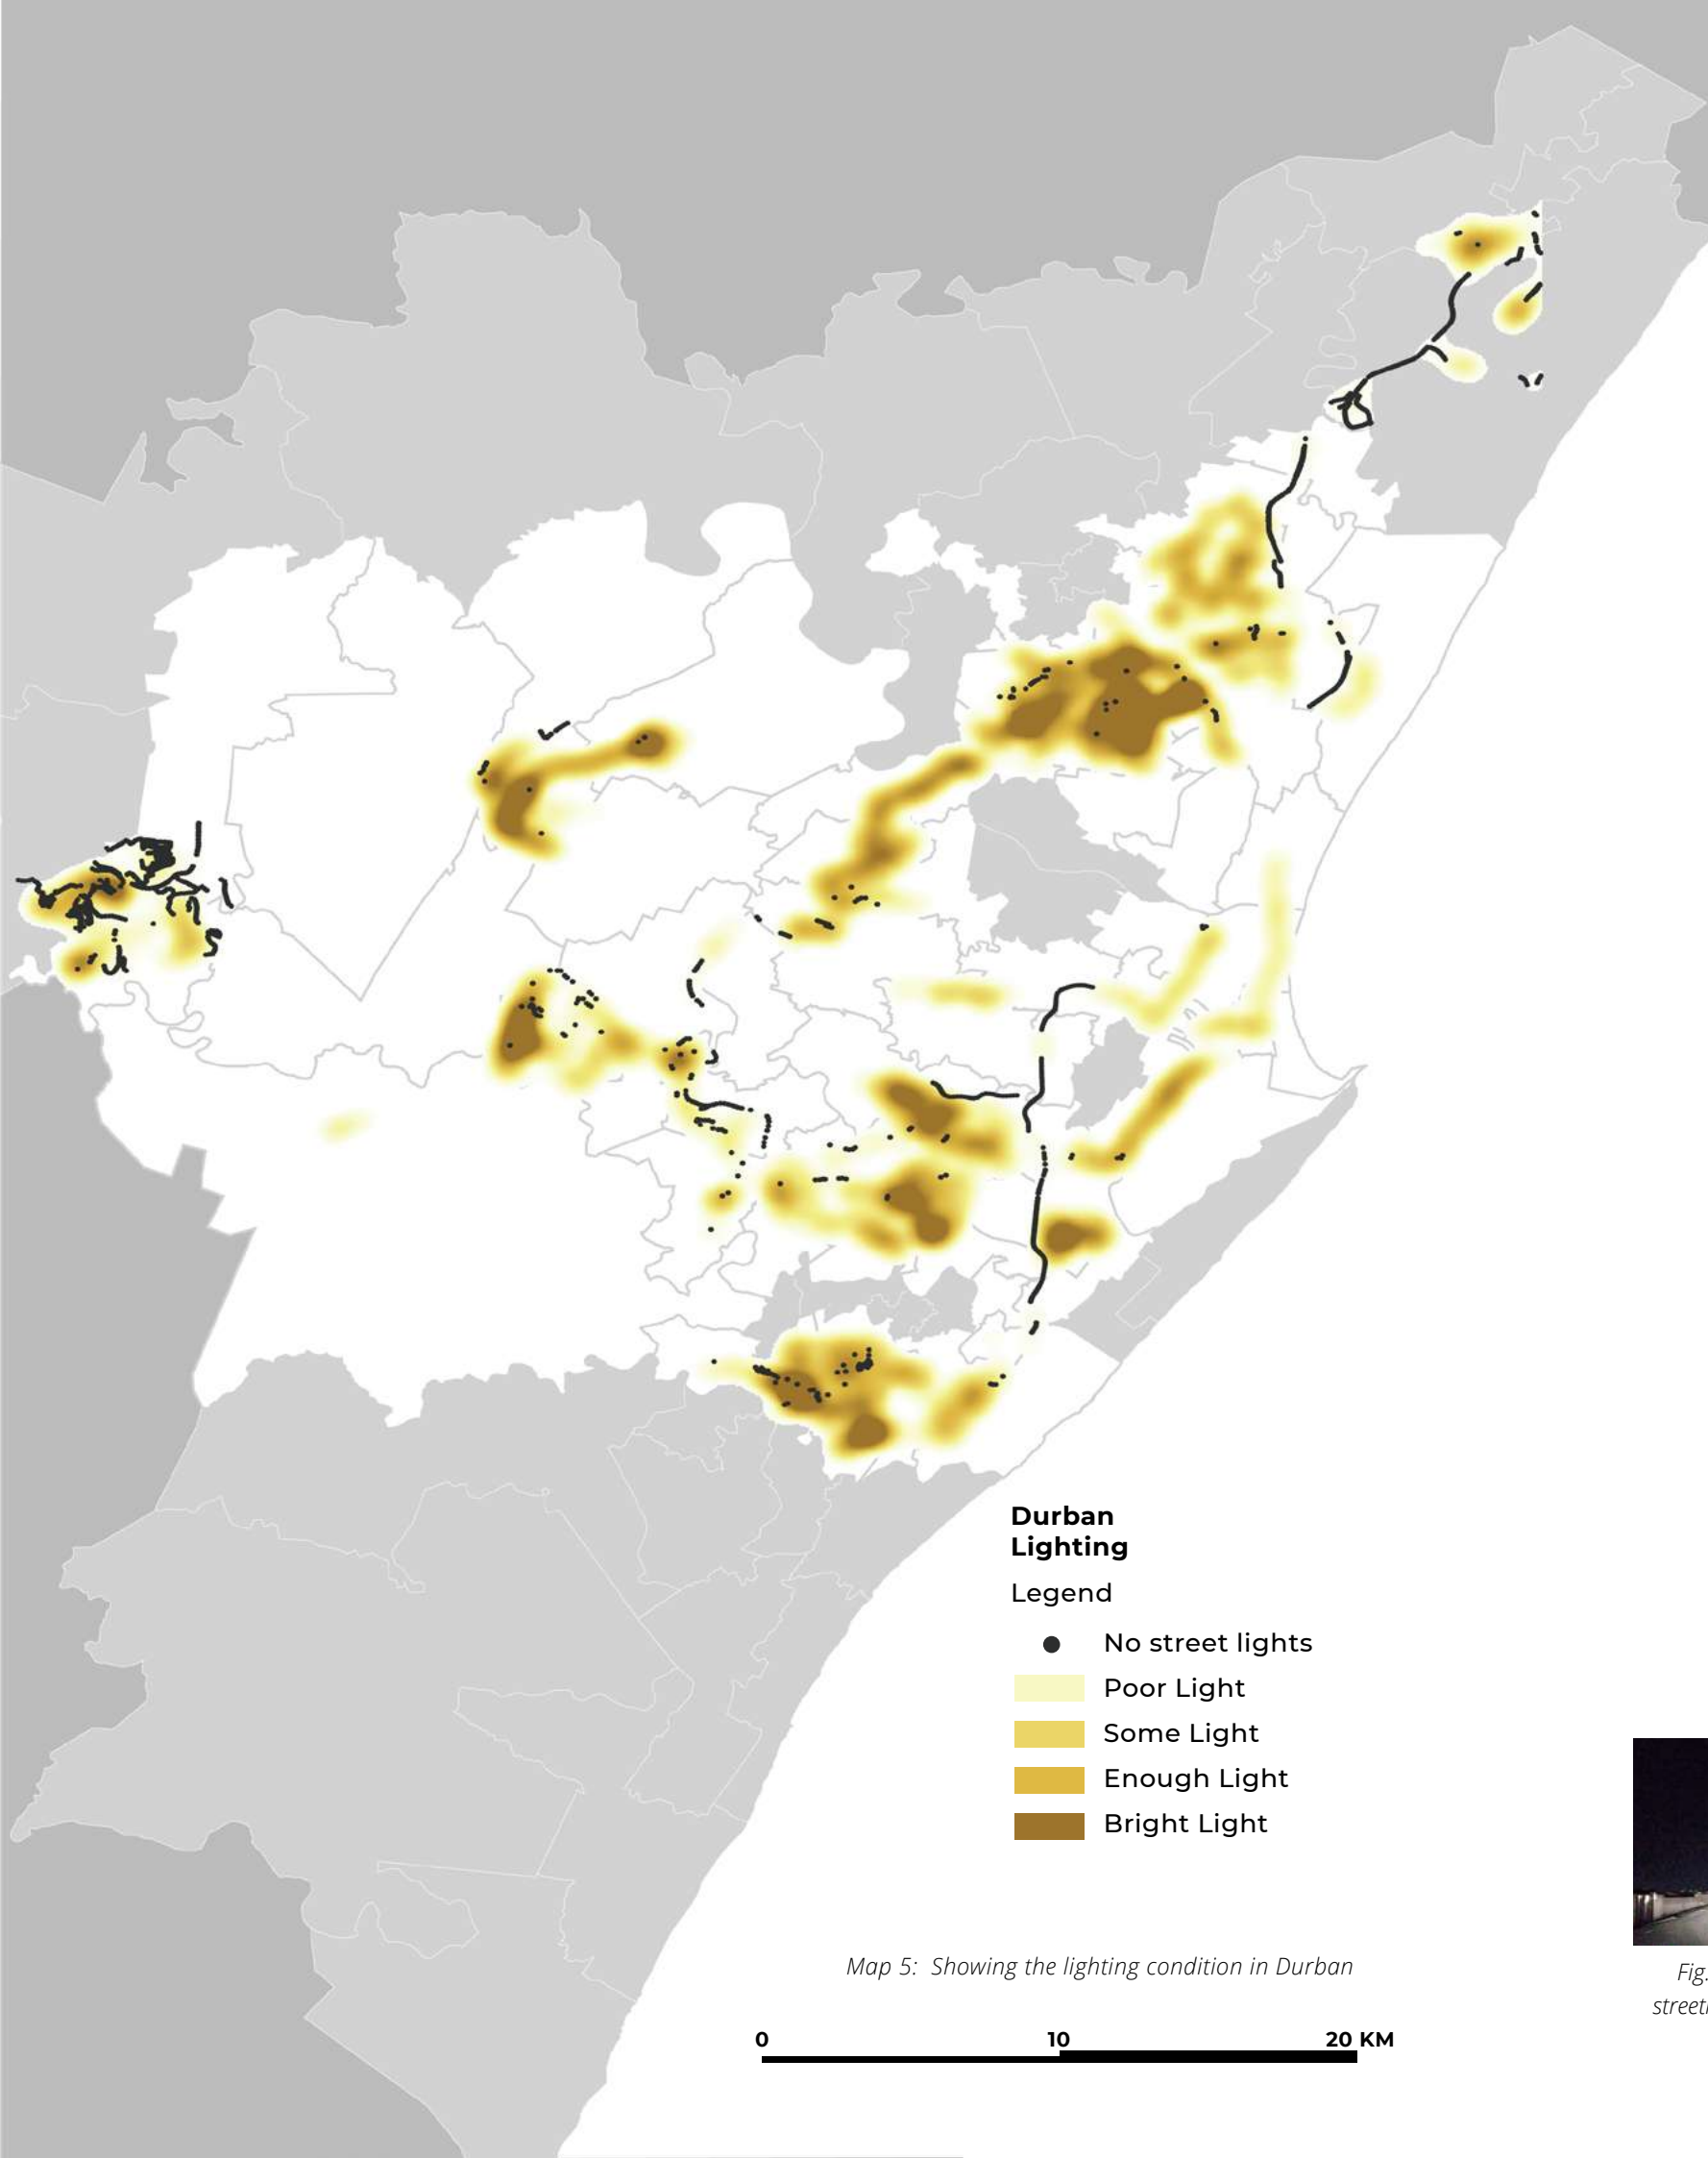 Durban
Lighting
Legend
No street lights
Poor Light
Some Light
Enough Light
Bright Light
Map 5: Showing the lighting condition in Durban
Fig.
0 10 20 KM